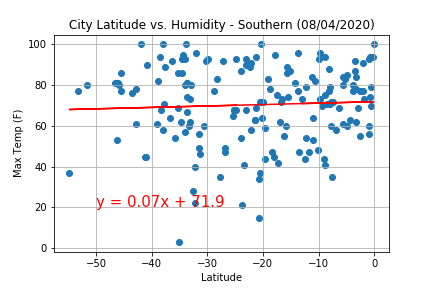 City Latitude vs. Humidity - Southern (08/04/2020)
100
80
60
40
20
0
Max Temp (F)
y = 0.07x + 71.9
−50 −40 −30 −20 −10 0
Latitude